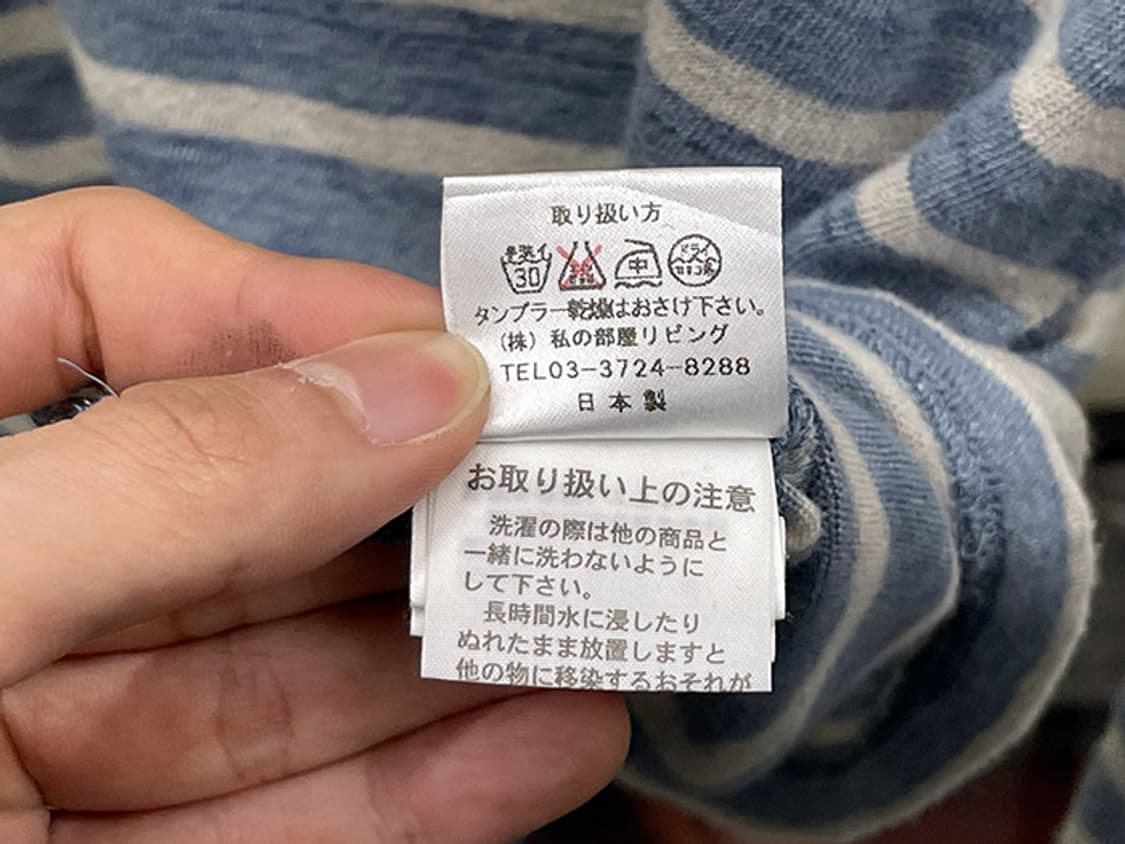 取り扱い方
手洗イ 30 中 ドライ
タンブラー乾燥はおさけ下さい。
(株) 私の部屋リビング
TEL03-3724-8288
日本製
お取り扱い上の注意
洗濯の際は他の商品と
一緒に洗わないように
して下さい。
長時間水に浸したり
ぬれたまま放置しますと
他の物に移染するおそれが